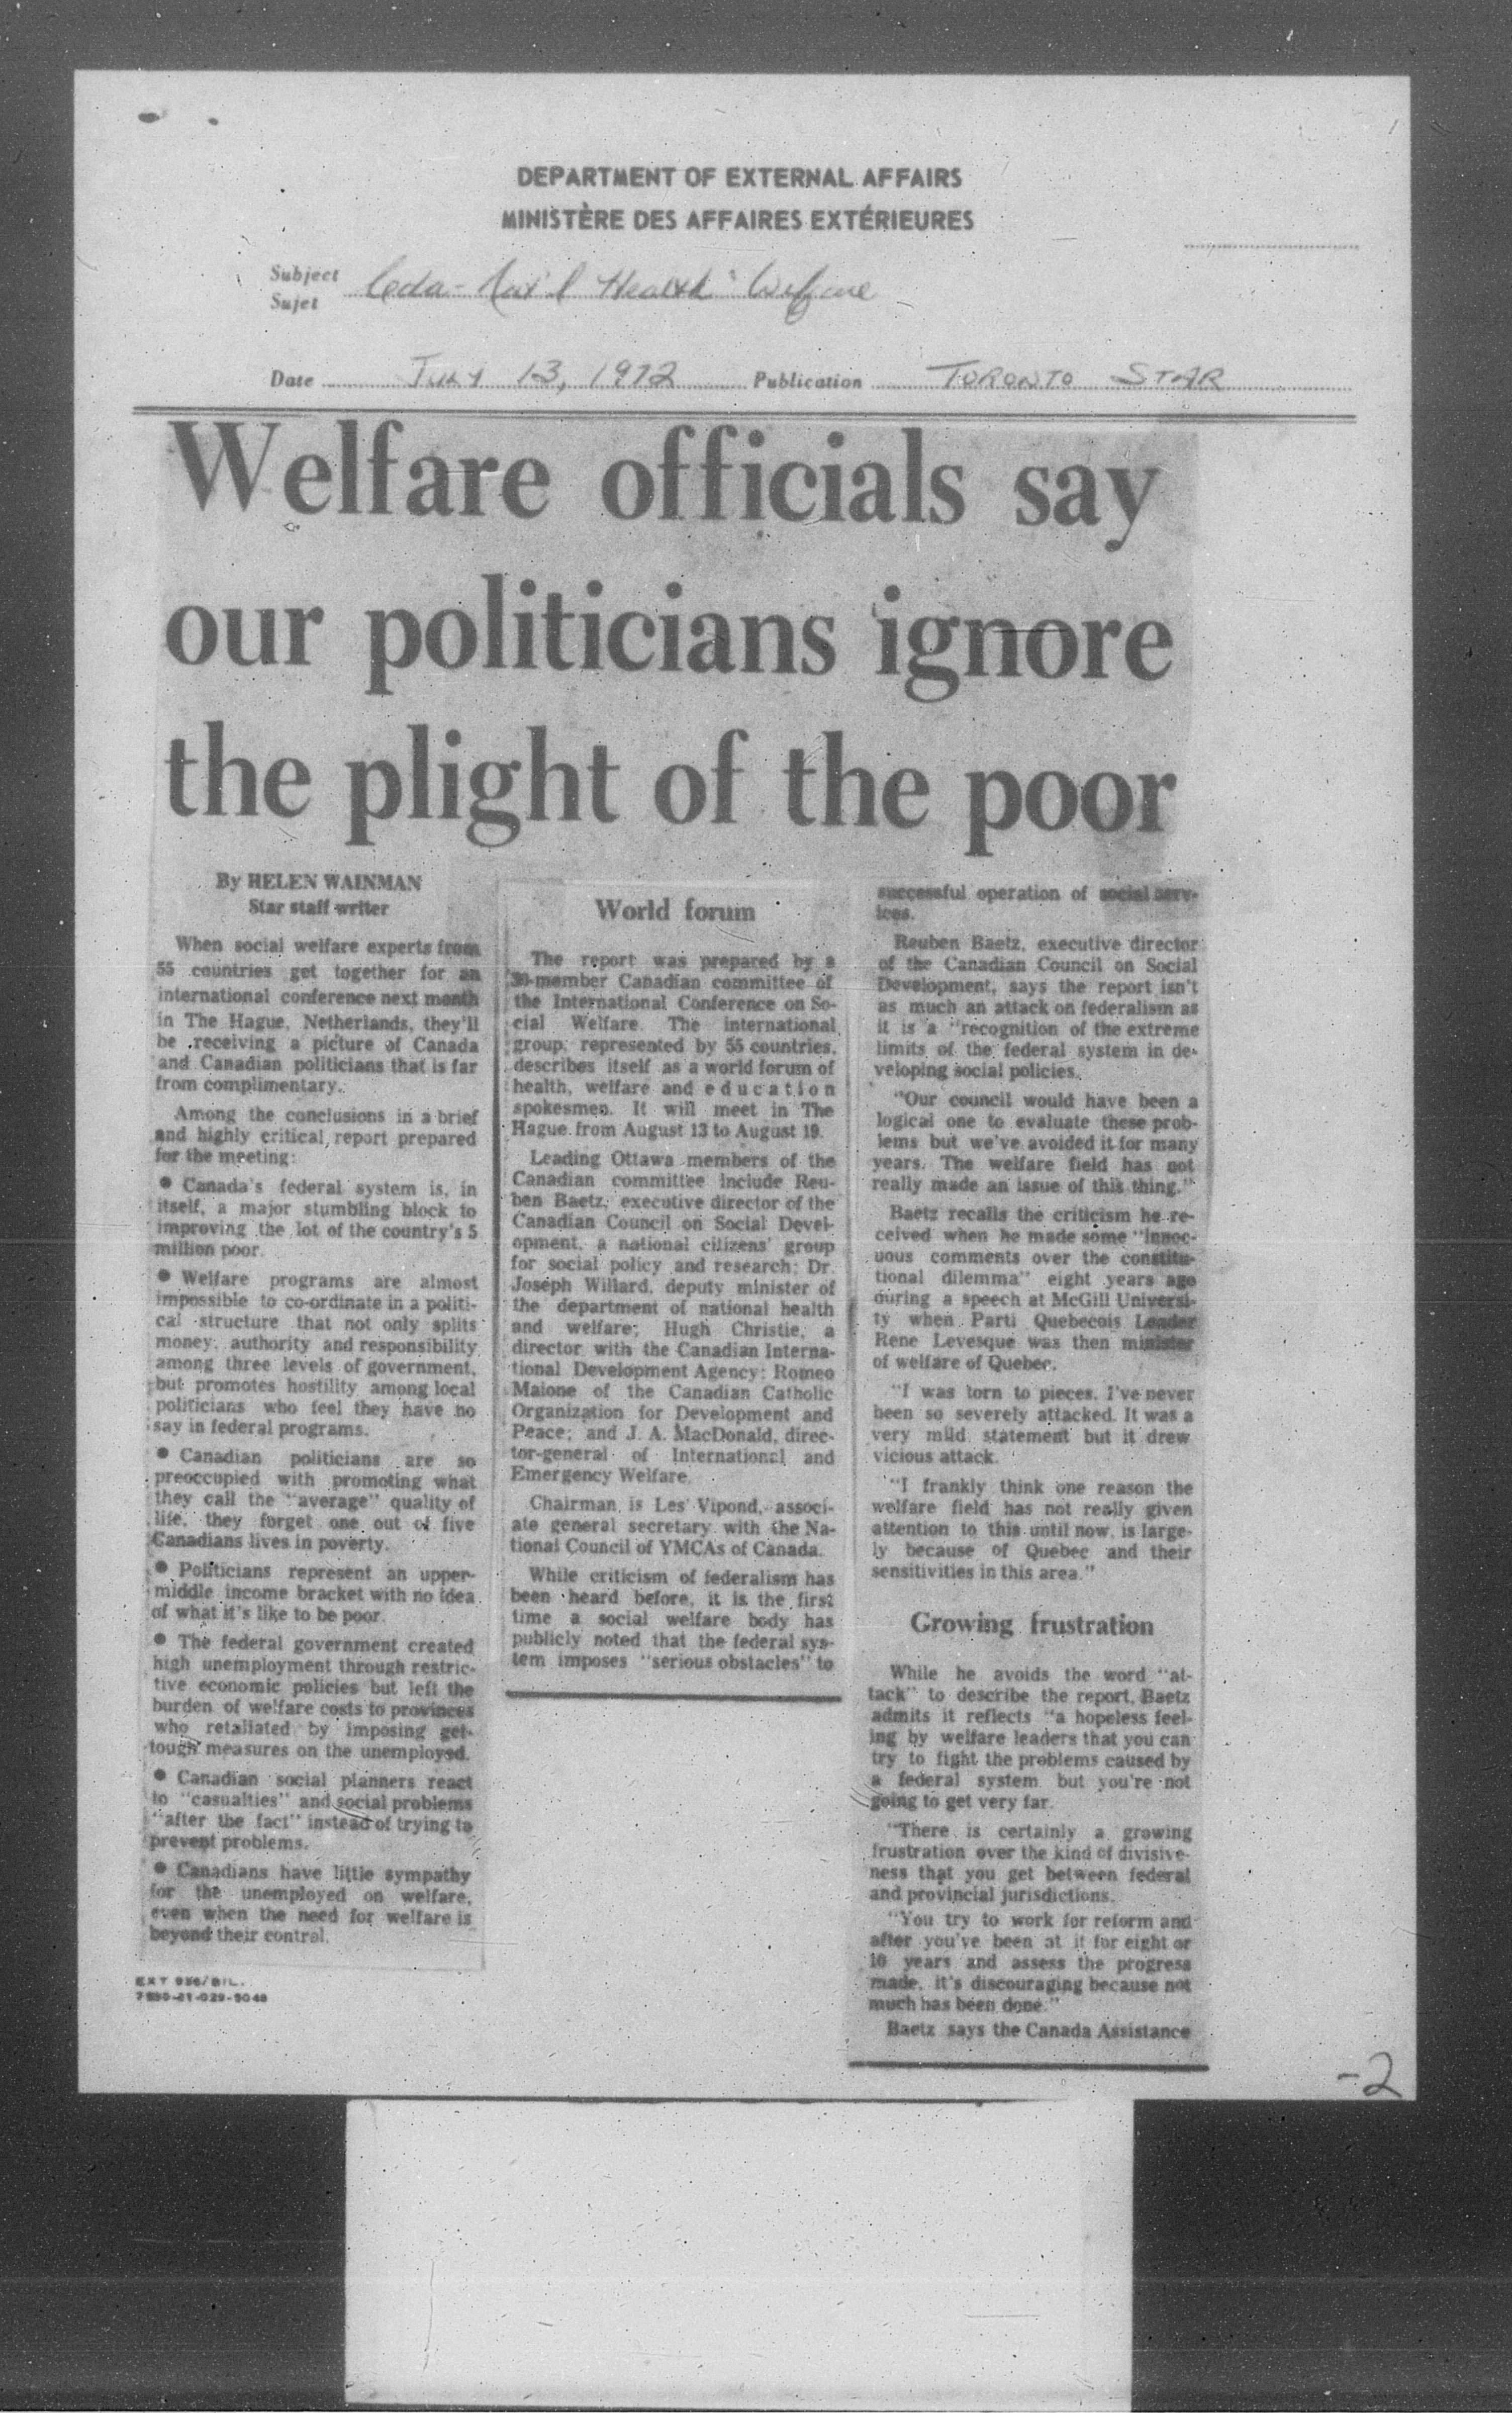 DEPARTMENT OF EXTERNAL AFFAIRS
MINISTÈRE DES AFFAIRES EXTÉRIEURES
Subject
Sujet
Cda - Nat'l Health & Welfare
Date July 13, 1972 Publication TORONTO STAR
Welfare officials say
our politicians ignore
the plight of the poor
By HELEN WAINMAN
Star staff writer
When social welfare experts from
55 countries get together for an
international conference next month
in The Hague, Netherlands, they'll
be receiving a picture of Canada
and Canadian politicians that is far
from complimentary.
Among the conclusions in a brief
and highly critical report prepared
for the meeting:
● Canada's federal system is, in
itself, a major stumbling block to
improving the lot of the country's 5
million poor.
● Welfare programs are almost
impossible to co-ordinate in a politi-
cal structure that not only splits
money, authority and responsibility
among three levels of government,
but promotes hostility among local
politicians who feel they have no
say in federal programs.
● Canadian politicians are so
preoccupied with promoting what
they call the "average" quality of
life, they forget one out of five
Canadians lives in poverty.
● Politicians represent an upper-
middle income bracket with no idea
of what it's like to be poor.
● The federal government created
high unemployment through restric-
tive economic policies but left the
burden of welfare costs to provinces
who retaliated by imposing get-
tough measures on the unemployed.
● Canadian social planners react
to "casualties" and social problems
"after the fact" instead of trying to
prevent problems.
● Canadians have little sympathy
for the unemployed on welfare,
even when the need for welfare is
beyond their control.
EXT 956/BIL.
7530-21-029-5048
World forum
The report was prepared by a
30-member Canadian committee of
the International Conference on So-
cial Welfare. The international
group, represented by 55 countries,
describes itself as a world forum of
health, welfare and education
spokesmen. It will meet in The
Hague from August 13 to August 19.
Leading Ottawa members of the
Canadian committee include Reu-
ben Baetz, executive director of the
Canadian Council on Social Devel-
opment, a national citizens' group
for social policy and research; Dr.
Joseph Willard, deputy minister of
the department of national health
and welfare; Hugh Christie, a
director with the Canadian Interna-
tional Development Agency; Romeo
Maione of the Canadian Catholic
Organization for Development and
Peace; and J. A. MacDonald, direc-
tor-general of International and
Emergency Welfare.
Chairman is Les Vipond, associ-
ate general secretary with the Na-
tional Council of YMCAs of Canada.
While criticism of federalism has
been heard before, it is the first
time a social welfare body has
publicly noted that the federal sys-
tem imposes "serious obstacles" to
successful operation of social serv-
ices.
Reuben Baetz, executive director
of the Canadian Council on Social
Development, says the report isn't
as much an attack on federalism as
it is a "recognition of the extreme
limits of the federal system in de-
veloping social policies.
"Our council would have been a
logical one to evaluate these prob-
lems but we've avoided it for many
years. The welfare field has not
really made an issue of this thing."
Baetz recalls the criticism he re-
ceived when he made some "innoc-
uous comments over the constitu-
tional dilemma" eight years ago
during a speech at McGill Universi-
ty when Parti Quebecois Leader
Rene Levesque was then minister
of welfare of Quebec.
"I was torn to pieces. I've never
been so severely attacked. It was a
very mild statement but it drew
vicious attack.
"I frankly think one reason the
welfare field has not really given
attention to this until now, is large-
ly because of Quebec and their
sensitivities in this area."
Growing frustration
While he avoids the word "at-
tack" to describe the report, Baetz
admits it reflects "a hopeless feel-
ing by welfare leaders that you can
try to fight the problems caused by
a federal system but you're not
going to get very far.
"There is certainly a growing
frustration over the kind of divisive-
ness that you get between federal
and provincial jurisdictions.
"You try to work for reform and
after you've been at it for eight or
10 years and assess the progress
made, it's discouraging because not
much has been done."
Baetz says the Canada Assistance
-2